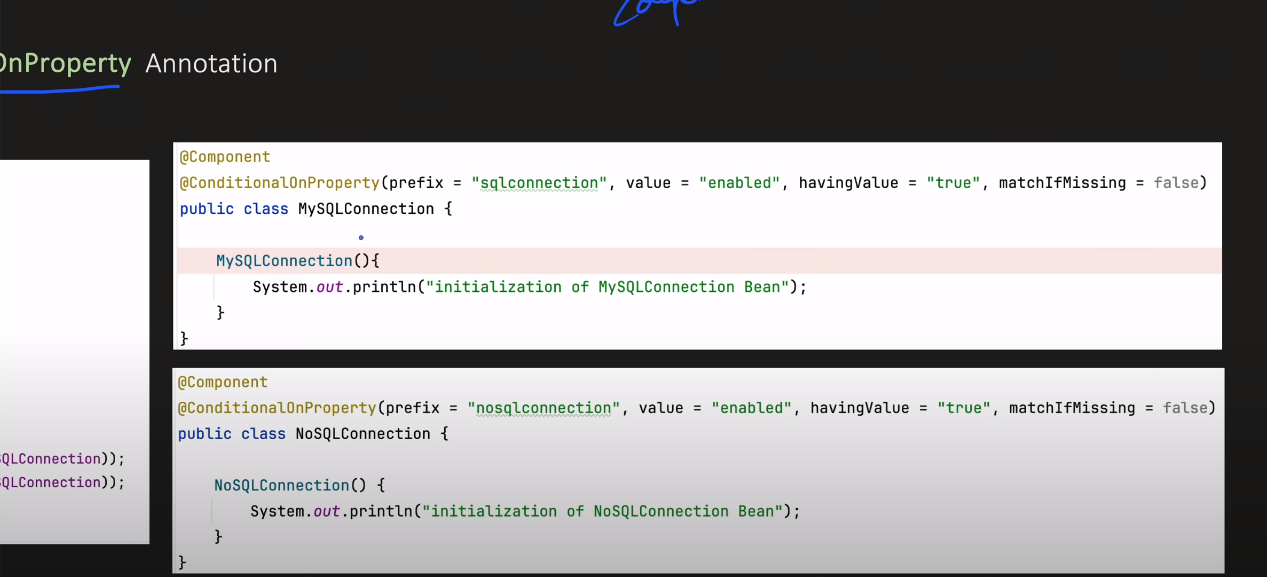 OnProperty Annotation
@Component
@ConditionalOnProperty(prefix = "sqlconnection", value = "enabled", havingValue = "true", matchIfMissing = false)
public class MySQLConnection {
MySQLConnection(){
System.out.println("initialization of MySQLConnection Bean");
}
}
@Component
@ConditionalOnProperty(prefix = "nosqlconnection", value = "enabled", havingValue = "true", matchIfMissing = false)
public class NoSQLConnection {
NoSQLConnection() {
System.out.println("initialization of NoSQLConnection Bean");
}
}
SQLConnection));
SQLConnection));